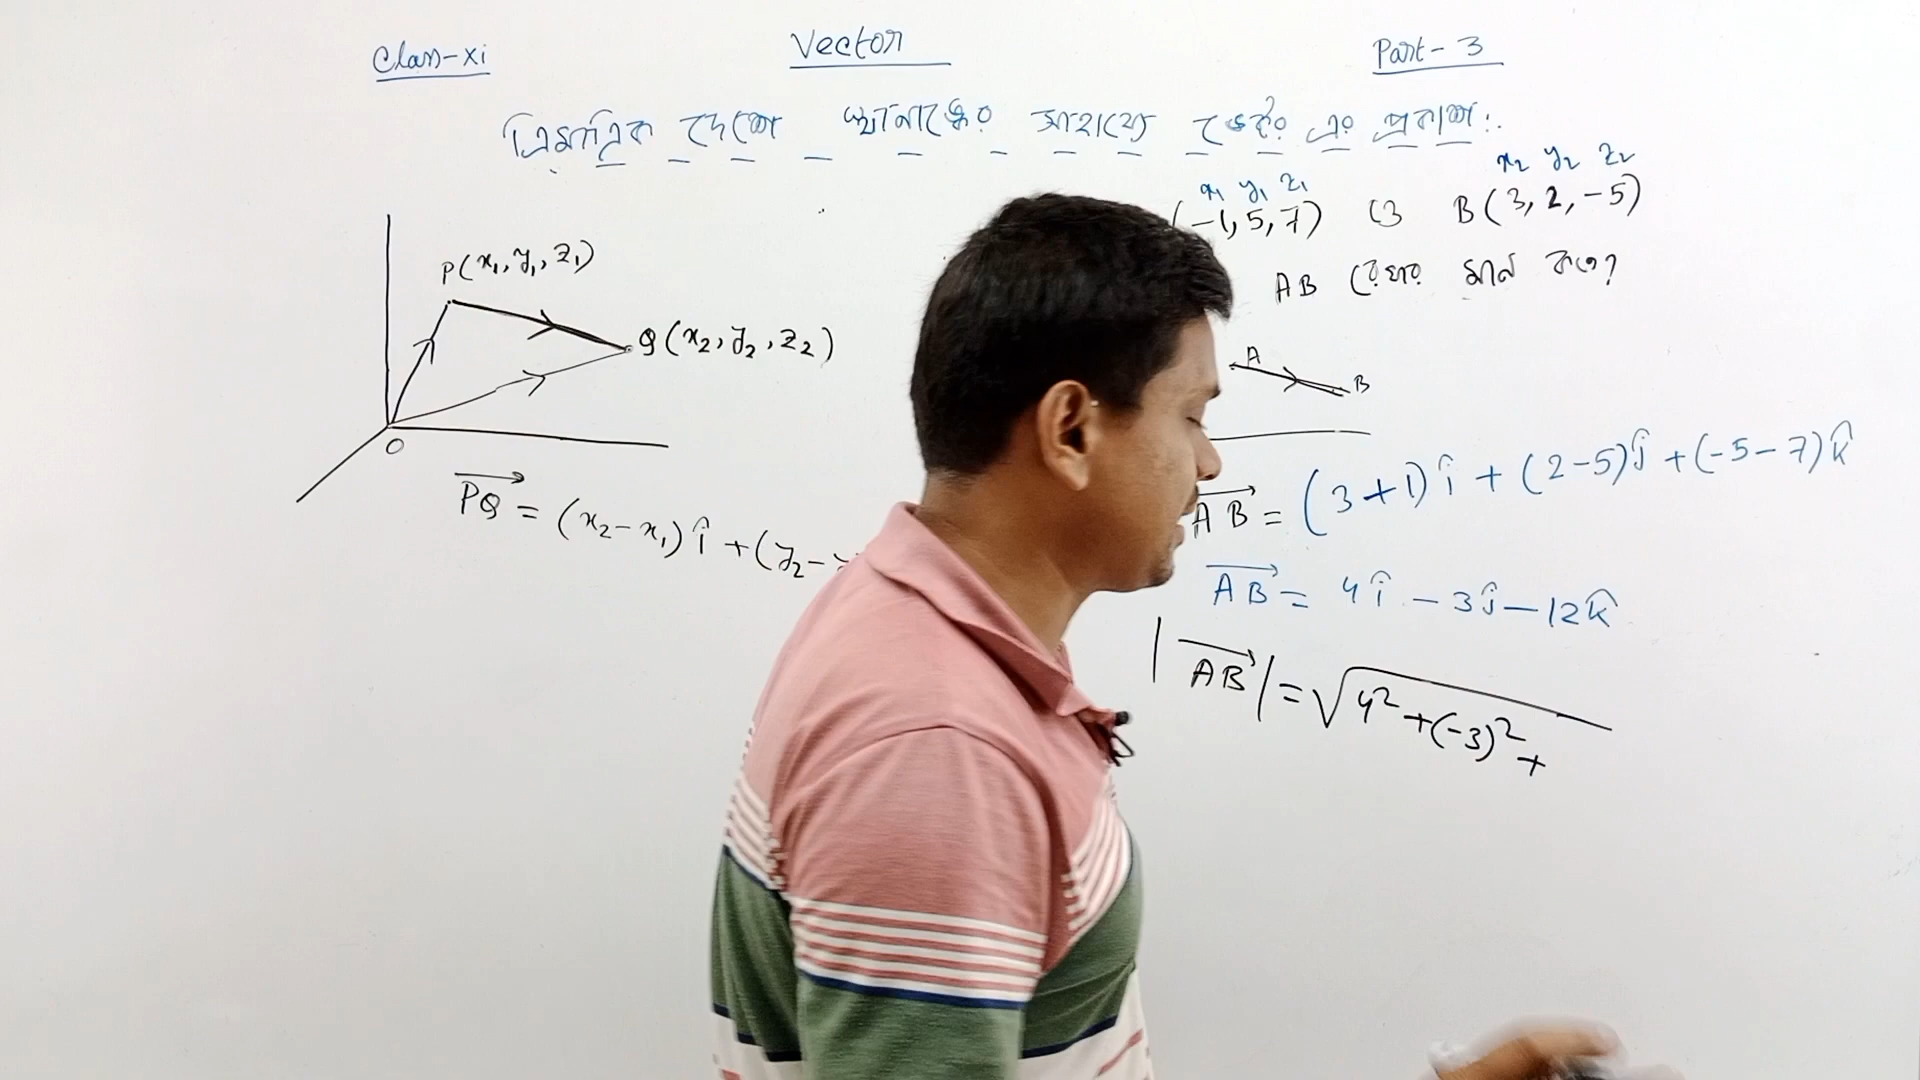 Class-xi Vector Part-3
ত্রিমাত্রিক দেশে স্থানাঙ্কের সাহায্যে ভেক্টর এর প্রকাশ:.
x₂ y₂ z₂
x₁ y₁ z₁
(-1, 5, 7) ও B(3, 2, -5)
AB রেখার মান কত?
P(x₁, y₁, z₁)
Q(x₂, y₂, z₂)
O
A
B
PQ⃗ = (x₂-x₁)î +(y₂-
AB⃗ = (3+1)î + (2-5)ĵ +(-5-7)k̂
AB⃗ = 4î - 3ĵ - 12k̂
|AB⃗| = √4² +(-3)² +